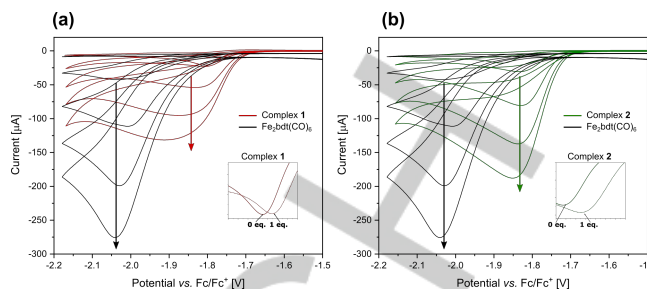 (a)
0
-50
-100
-150
-200
-250
-300
Current [µA]
Complex 1
Fe₂bdt(CO)₆
Complex 1
0 eq.
1 eq.
-2.2 -2.1 -2.0 -1.9 -1.8 -1.7 -1.6 -1.5
Potential vs. Fc/Fc⁺ [V]
(b)
0
-50
-100
-150
-200
-250
-300
Current [µA]
Complex 2
Fe₂bdt(CO)₆
Complex 2
0 eq.
1 eq.
-2.2 -2.1 -2.0 -1.9 -1.8 -1.7 -1.6 -1.5
Potential vs. Fc/Fc⁺ [V]